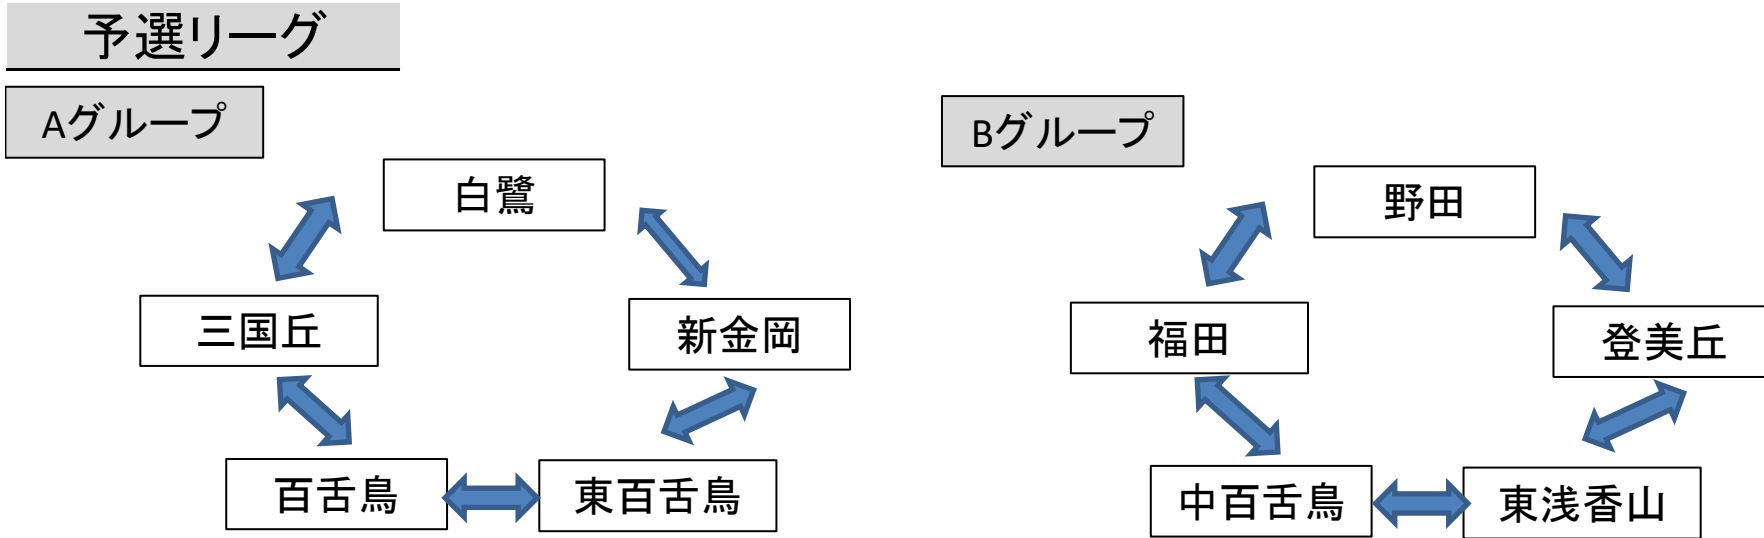 予選リーグ
Aグループ
白鷺
三国丘
新金岡
百舌鳥
東百舌鳥
Bグループ
野田
福田
登美丘
中百舌鳥
東浅香山